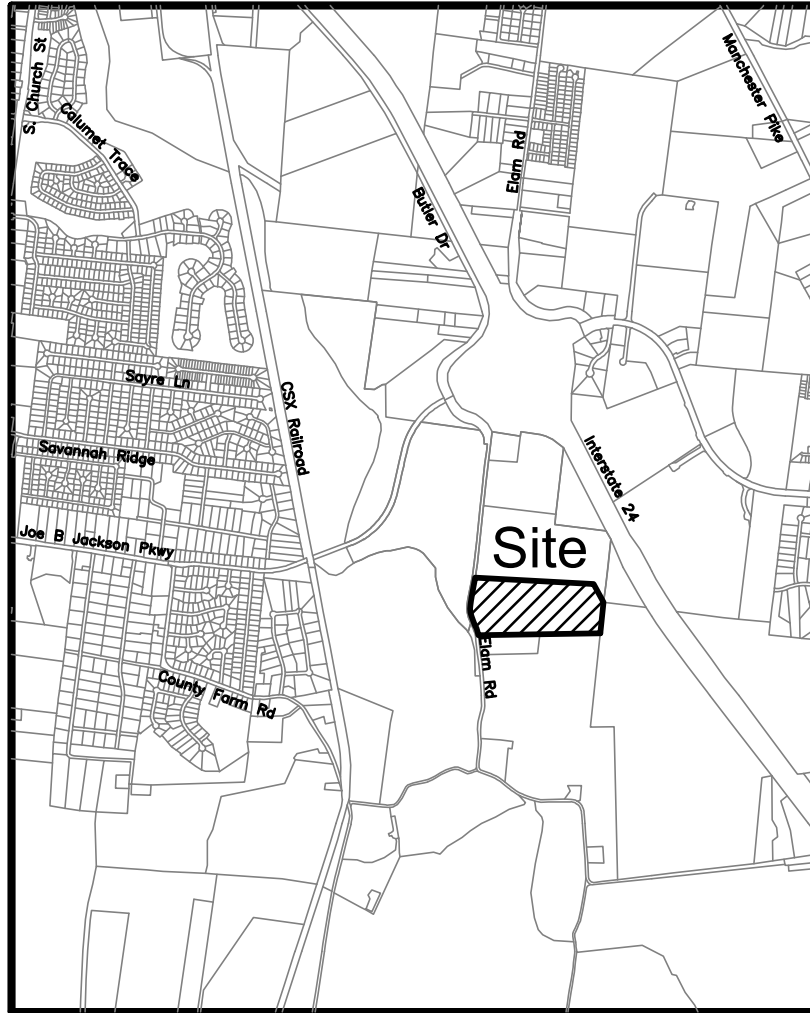 S. Church St
Calumet Trace
Manchester Pike
Elam Rd
Butler Dr
Sayre Ln
CSX Railroad
Savannah Ridge
Interstate 24
Joe B Jackson Pkwy
Site
Elam Rd
County Farm Rd